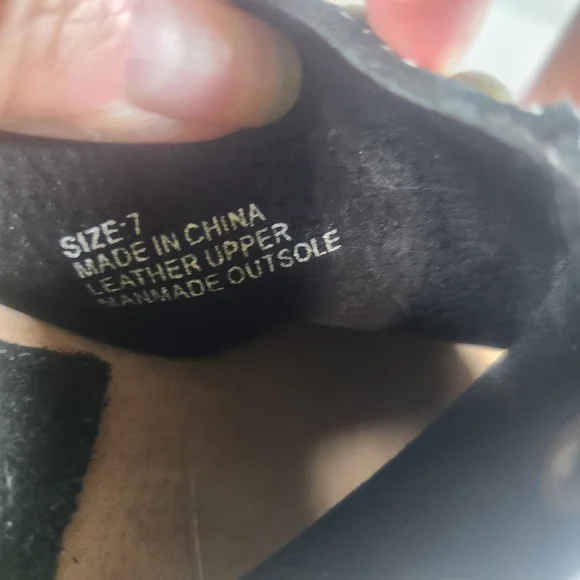 SIZE·7
MADE IN CHINA
LEATHER UPPER
MANMADE OUTSOLE